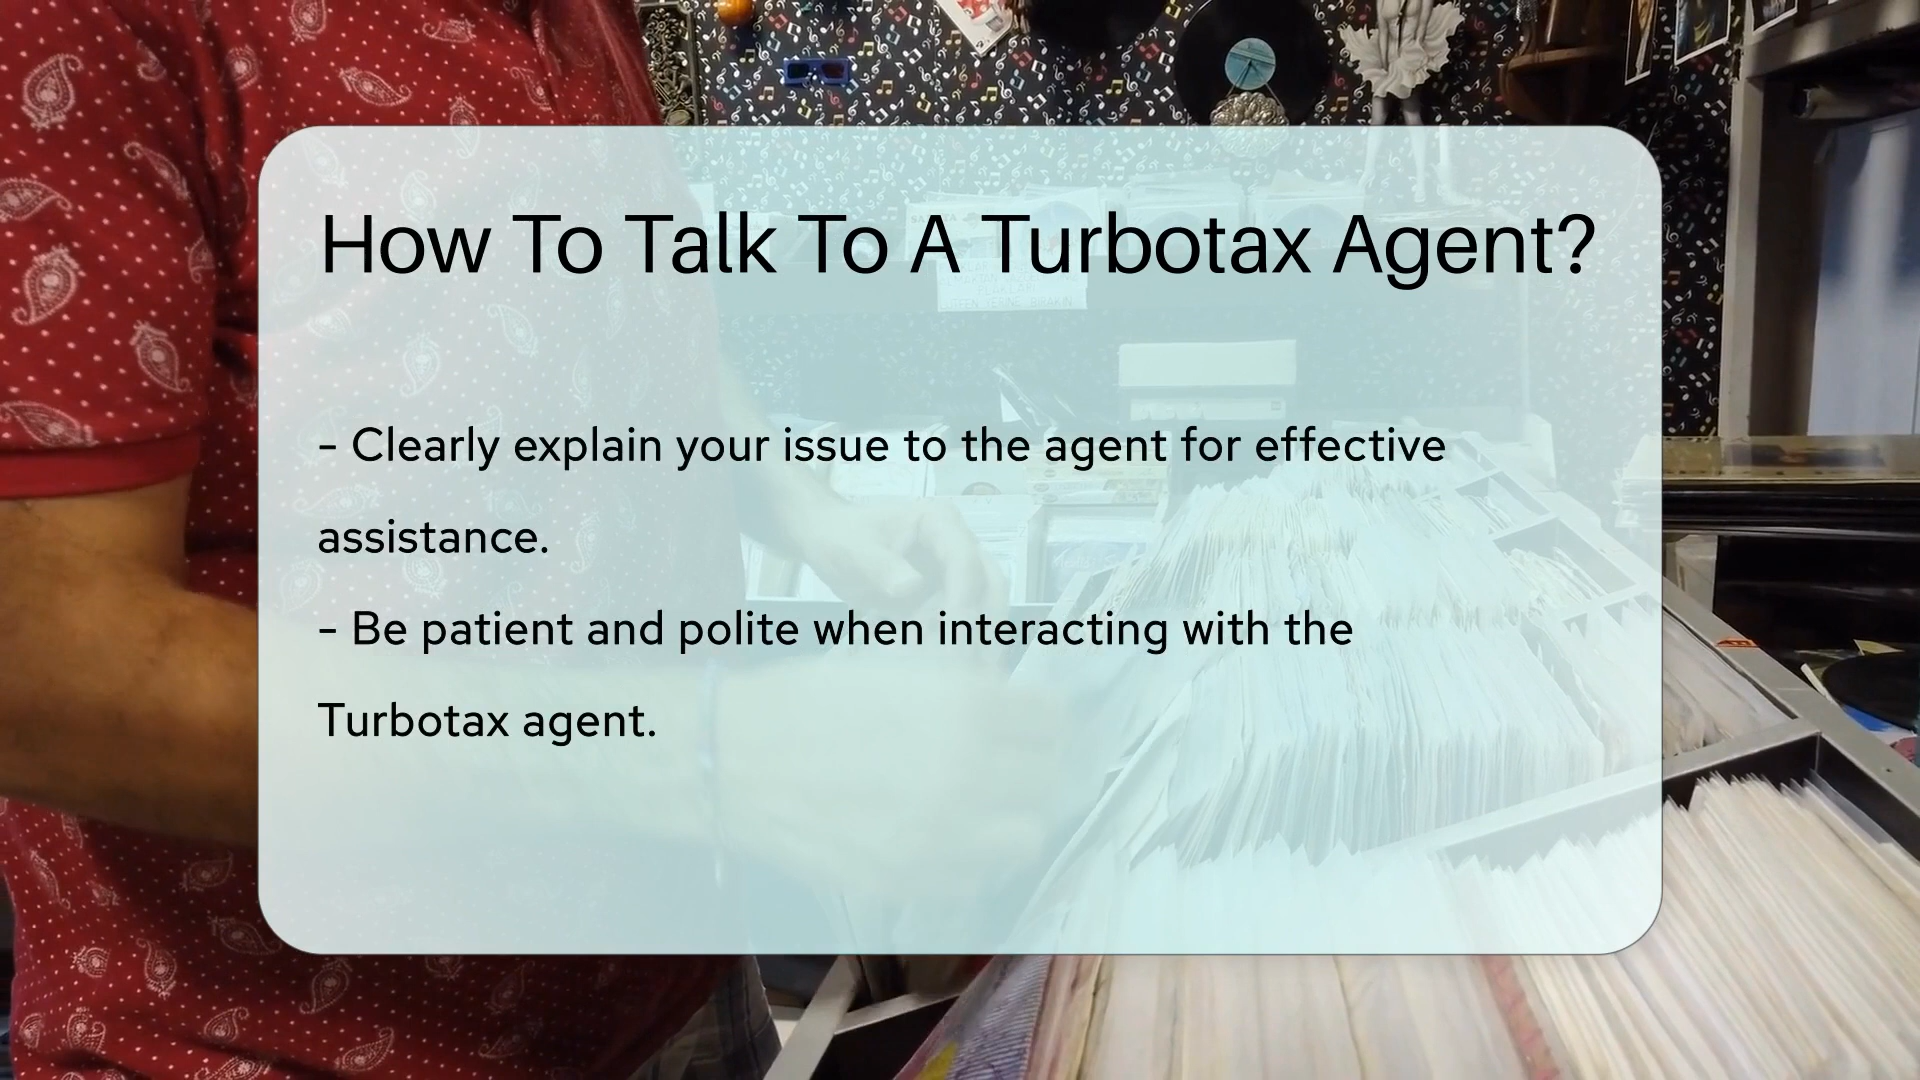 How To Talk To A Turbotax Agent?
- Clearly explain your issue to the agent for effective
assistance.
- Be patient and polite when interacting with the
Turbotax agent.